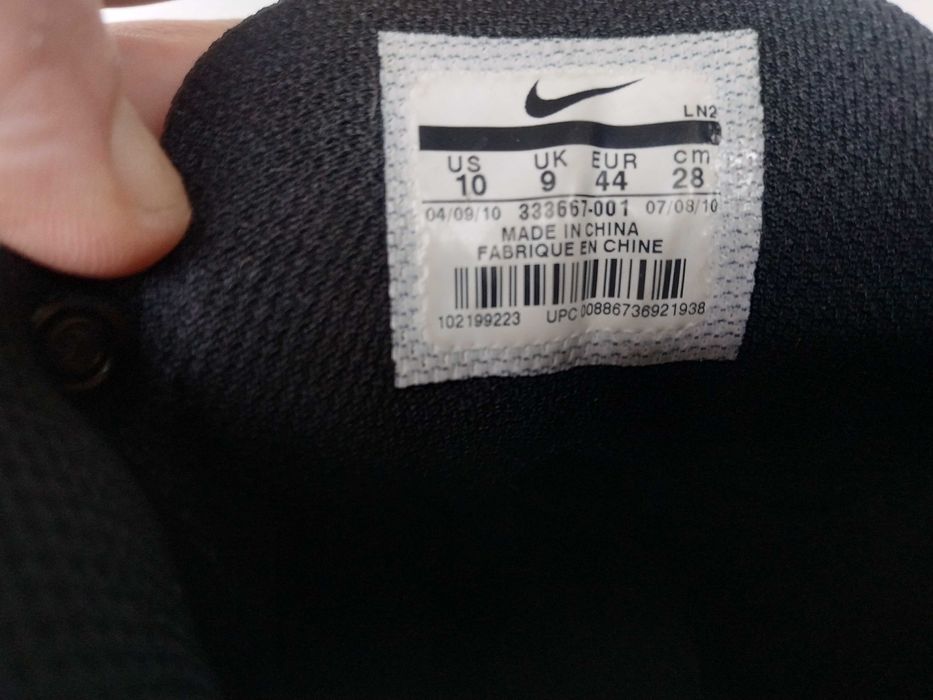 LN2
US UK EUR cm
10 9 44 28
04/09/10 333667-001 07/08/10
MADE IN CHINA
FABRIQUE EN CHINE
102199223 UPC 00886736921938